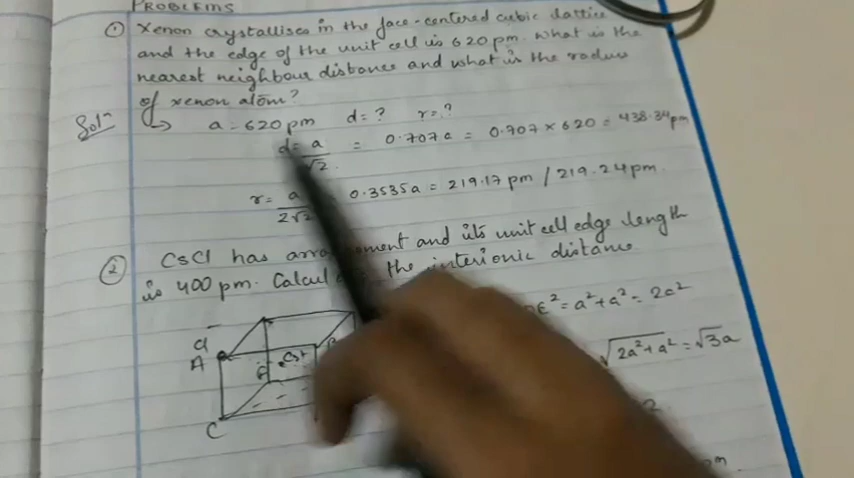 PROBLEMS
① Xenon crystallises in the face-centered cubic lattice
and the edge of the unit cell is 620 pm. What is the
nearest neighbour distance and what is the radius
of xenon atom?
Soln → a = 620 pm d = ? r = ?
d = a/√2 = 0.707a = 0.707 × 620 = 438.34 pm
r = a/2√2 0.3535a = 219.17 pm / 219.24 pm.
② CsCl has and its unit cell edge length
is 400 pm. the interionic distance
² = a² + a² = 2a²
Cl
A
Cs+
√2a² + a² = √3a
C